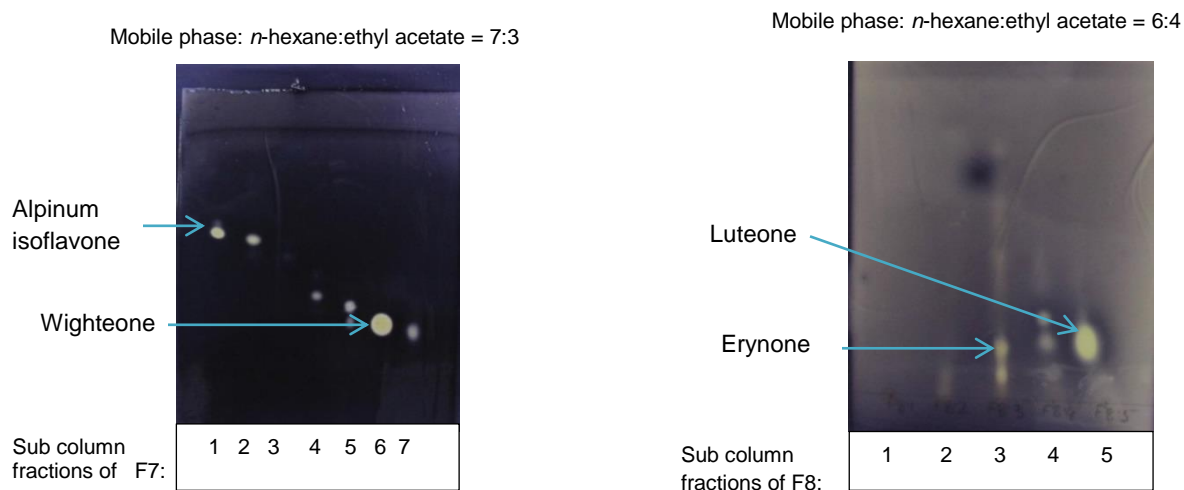 Mobile phase: n-hexane:ethyl acetate = 7:3
Alpinum
isoflavone
Wighteone
Sub column
fractions of F7:
1 2 3 4 5 6 7
Mobile phase: n-hexane:ethyl acetate = 6:4
Luteone
Erynone
F8.5
Sub column
fractions of F8:
1 2 3 4 5